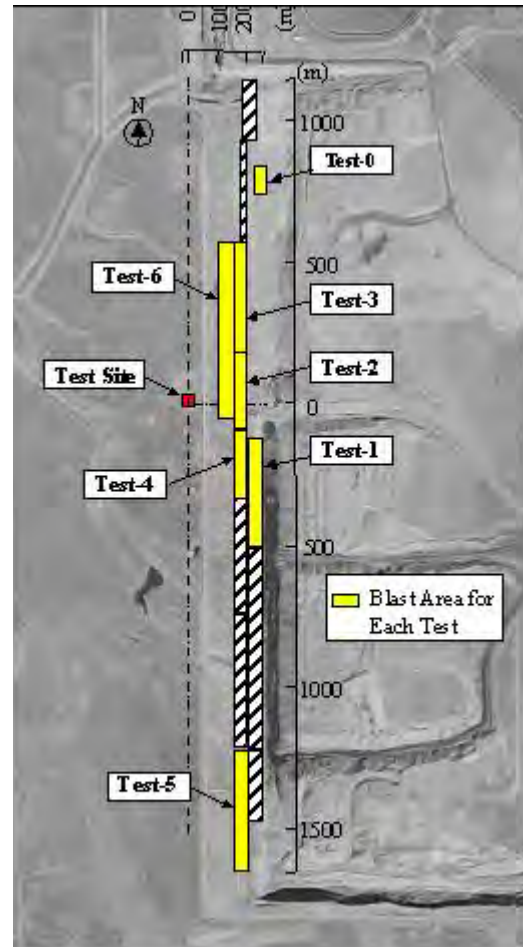 0
100
200
(m)
(m)
N
1000
Test-0
500
Test-6
Test-3
Test-2
Test Site
0
Test-1
Test-4
500
Blast Area for
Each Test
1000
Test-5
1500